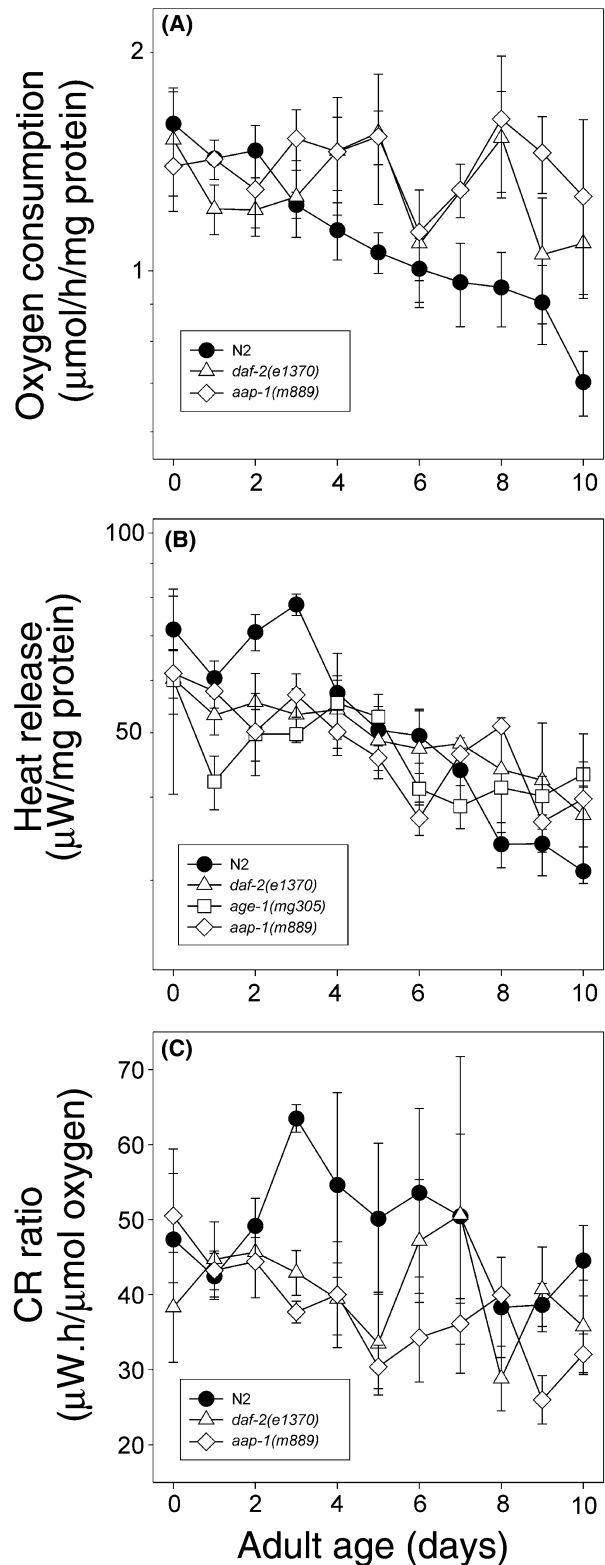 (A)
Oxygen consumption
(μmol/h/mg protein)
2
1
N2
daf-2(e1370)
aap-1(m889)
0 2 4 6 8 10
(B)
Heat release
(μW/mg protein)
100
50
N2
daf-2(e1370)
age-1(mg305)
aap-1(m889)
0 2 4 6 8 10
(C)
CR ratio
(μW.h/μmol oxygen)
70
60
50
40
30
20
N2
daf-2(e1370)
aap-1(m889)
0 2 4 6 8 10
Adult age (days)